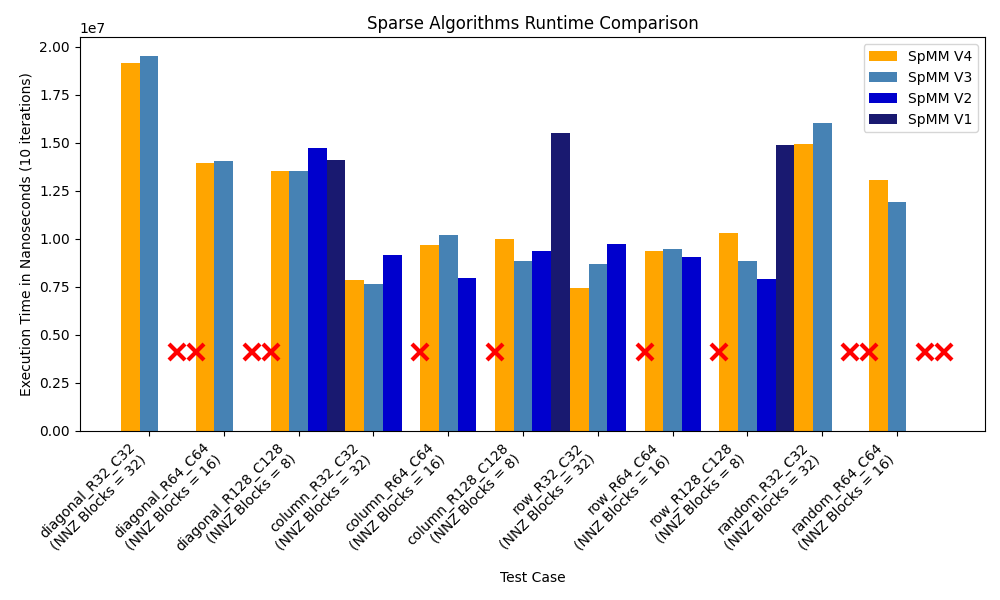 Sparse Algorithms Runtime Comparison
1e7
SpMM V4
SpMM V3
SpMM V2
SpMM V1
Execution Time in Nanoseconds (10 iterations)
2.00
1.75
1.50
1.25
1.00
0.75
0.50
0.25
0.00
diagonal_R32_C32
(NNZ Blocks = 32)
diagonal_R64_C64
(NNZ Blocks = 16)
diagonal_R128_C128
(NNZ Blocks = 8)
column_R32_C32
(NNZ Blocks = 32)
column_R64_C64
(NNZ Blocks = 16)
column_R128_C128
(NNZ Blocks = 8)
row_R32_C32
(NNZ Blocks = 32)
row_R64_C64
(NNZ Blocks = 16)
row_R128_C128
(NNZ Blocks = 8)
random_R32_C32
(NNZ Blocks = 32)
random_R64_C64
(NNZ Blocks = 16)
Test Case